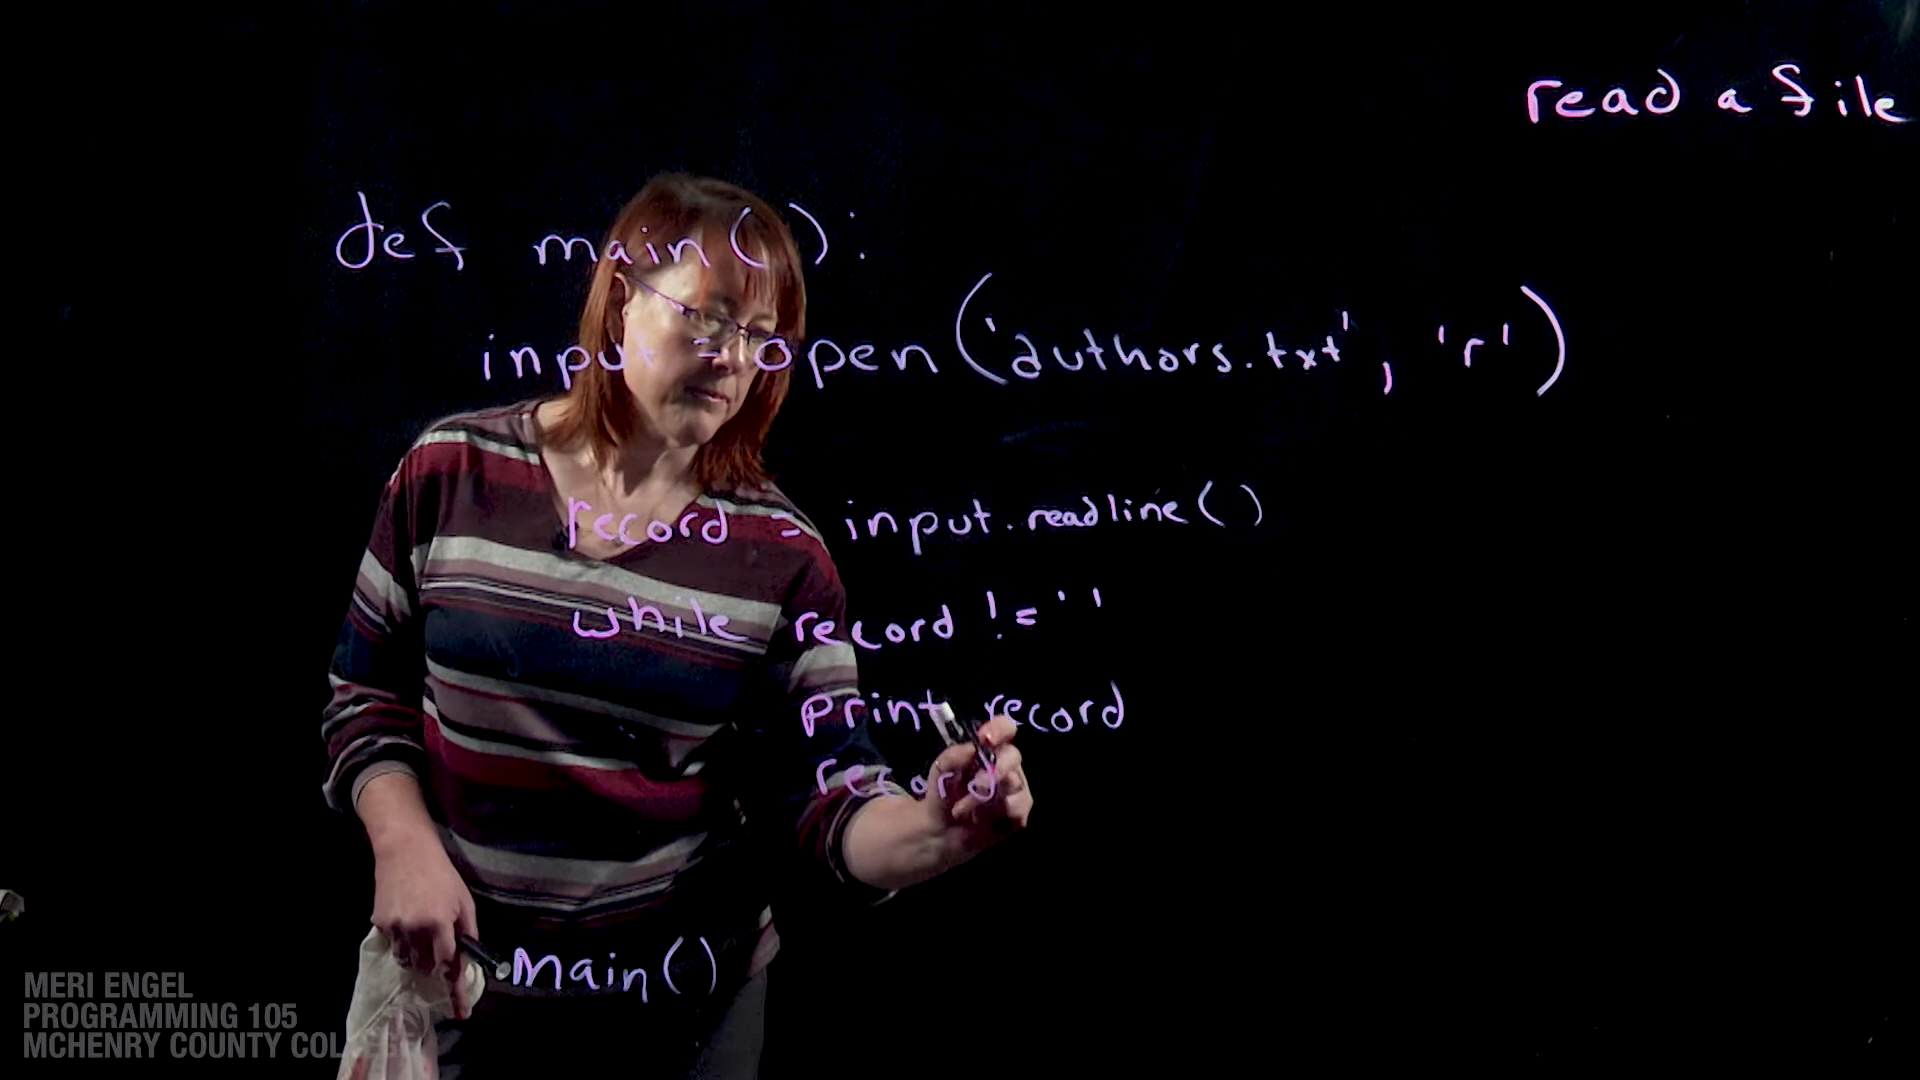 read a file
def main():
input = open('authors.txt', 'r')
record = input.readline()
while record != ''
print record
record
main()
MERI ENGEL
PROGRAMMING 105
MCHENRY COUNTY COLLEGE